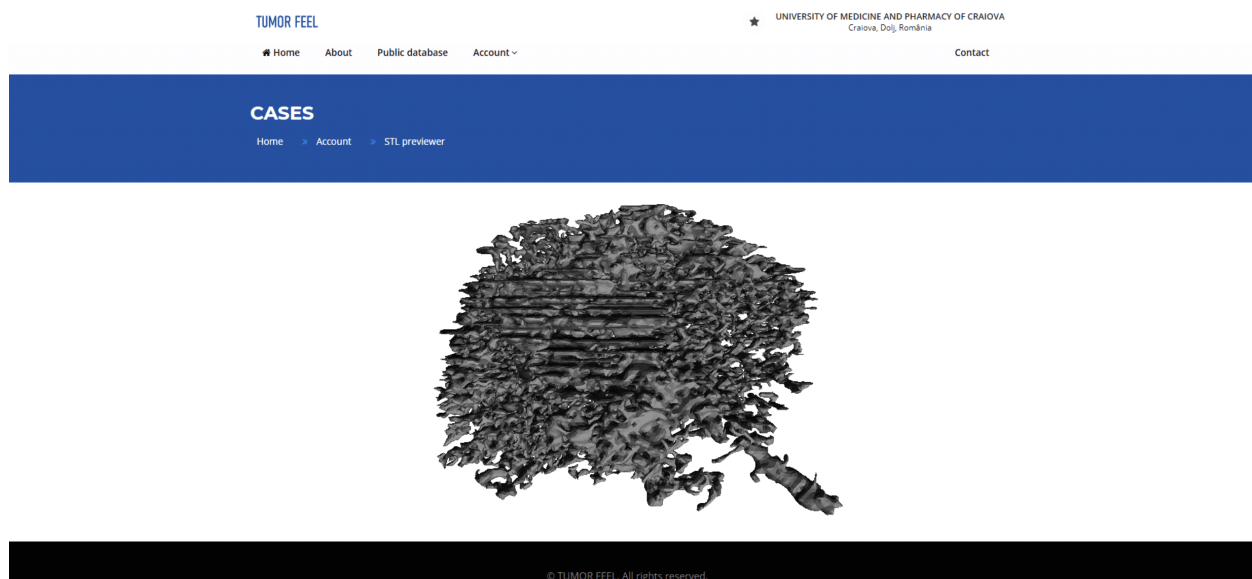 TUMOR FEEL
UNIVERSITY OF MEDICINE AND PHARMACY OF CRAIOVA
Craiova, Dolj, România
Home About Public database Account Contact
CASES
Home » Account » STL previewer
© TUMOR FEEL. All rights reserved.